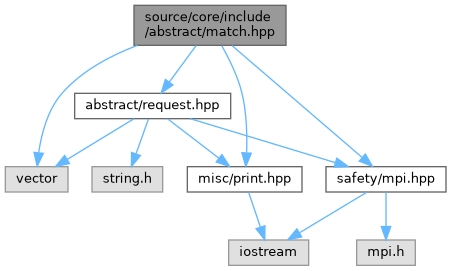 source/core/include
/abstract/match.hpp
abstract/request.hpp
vector
string.h
misc/print.hpp
safety/mpi.hpp
iostream
mpi.h